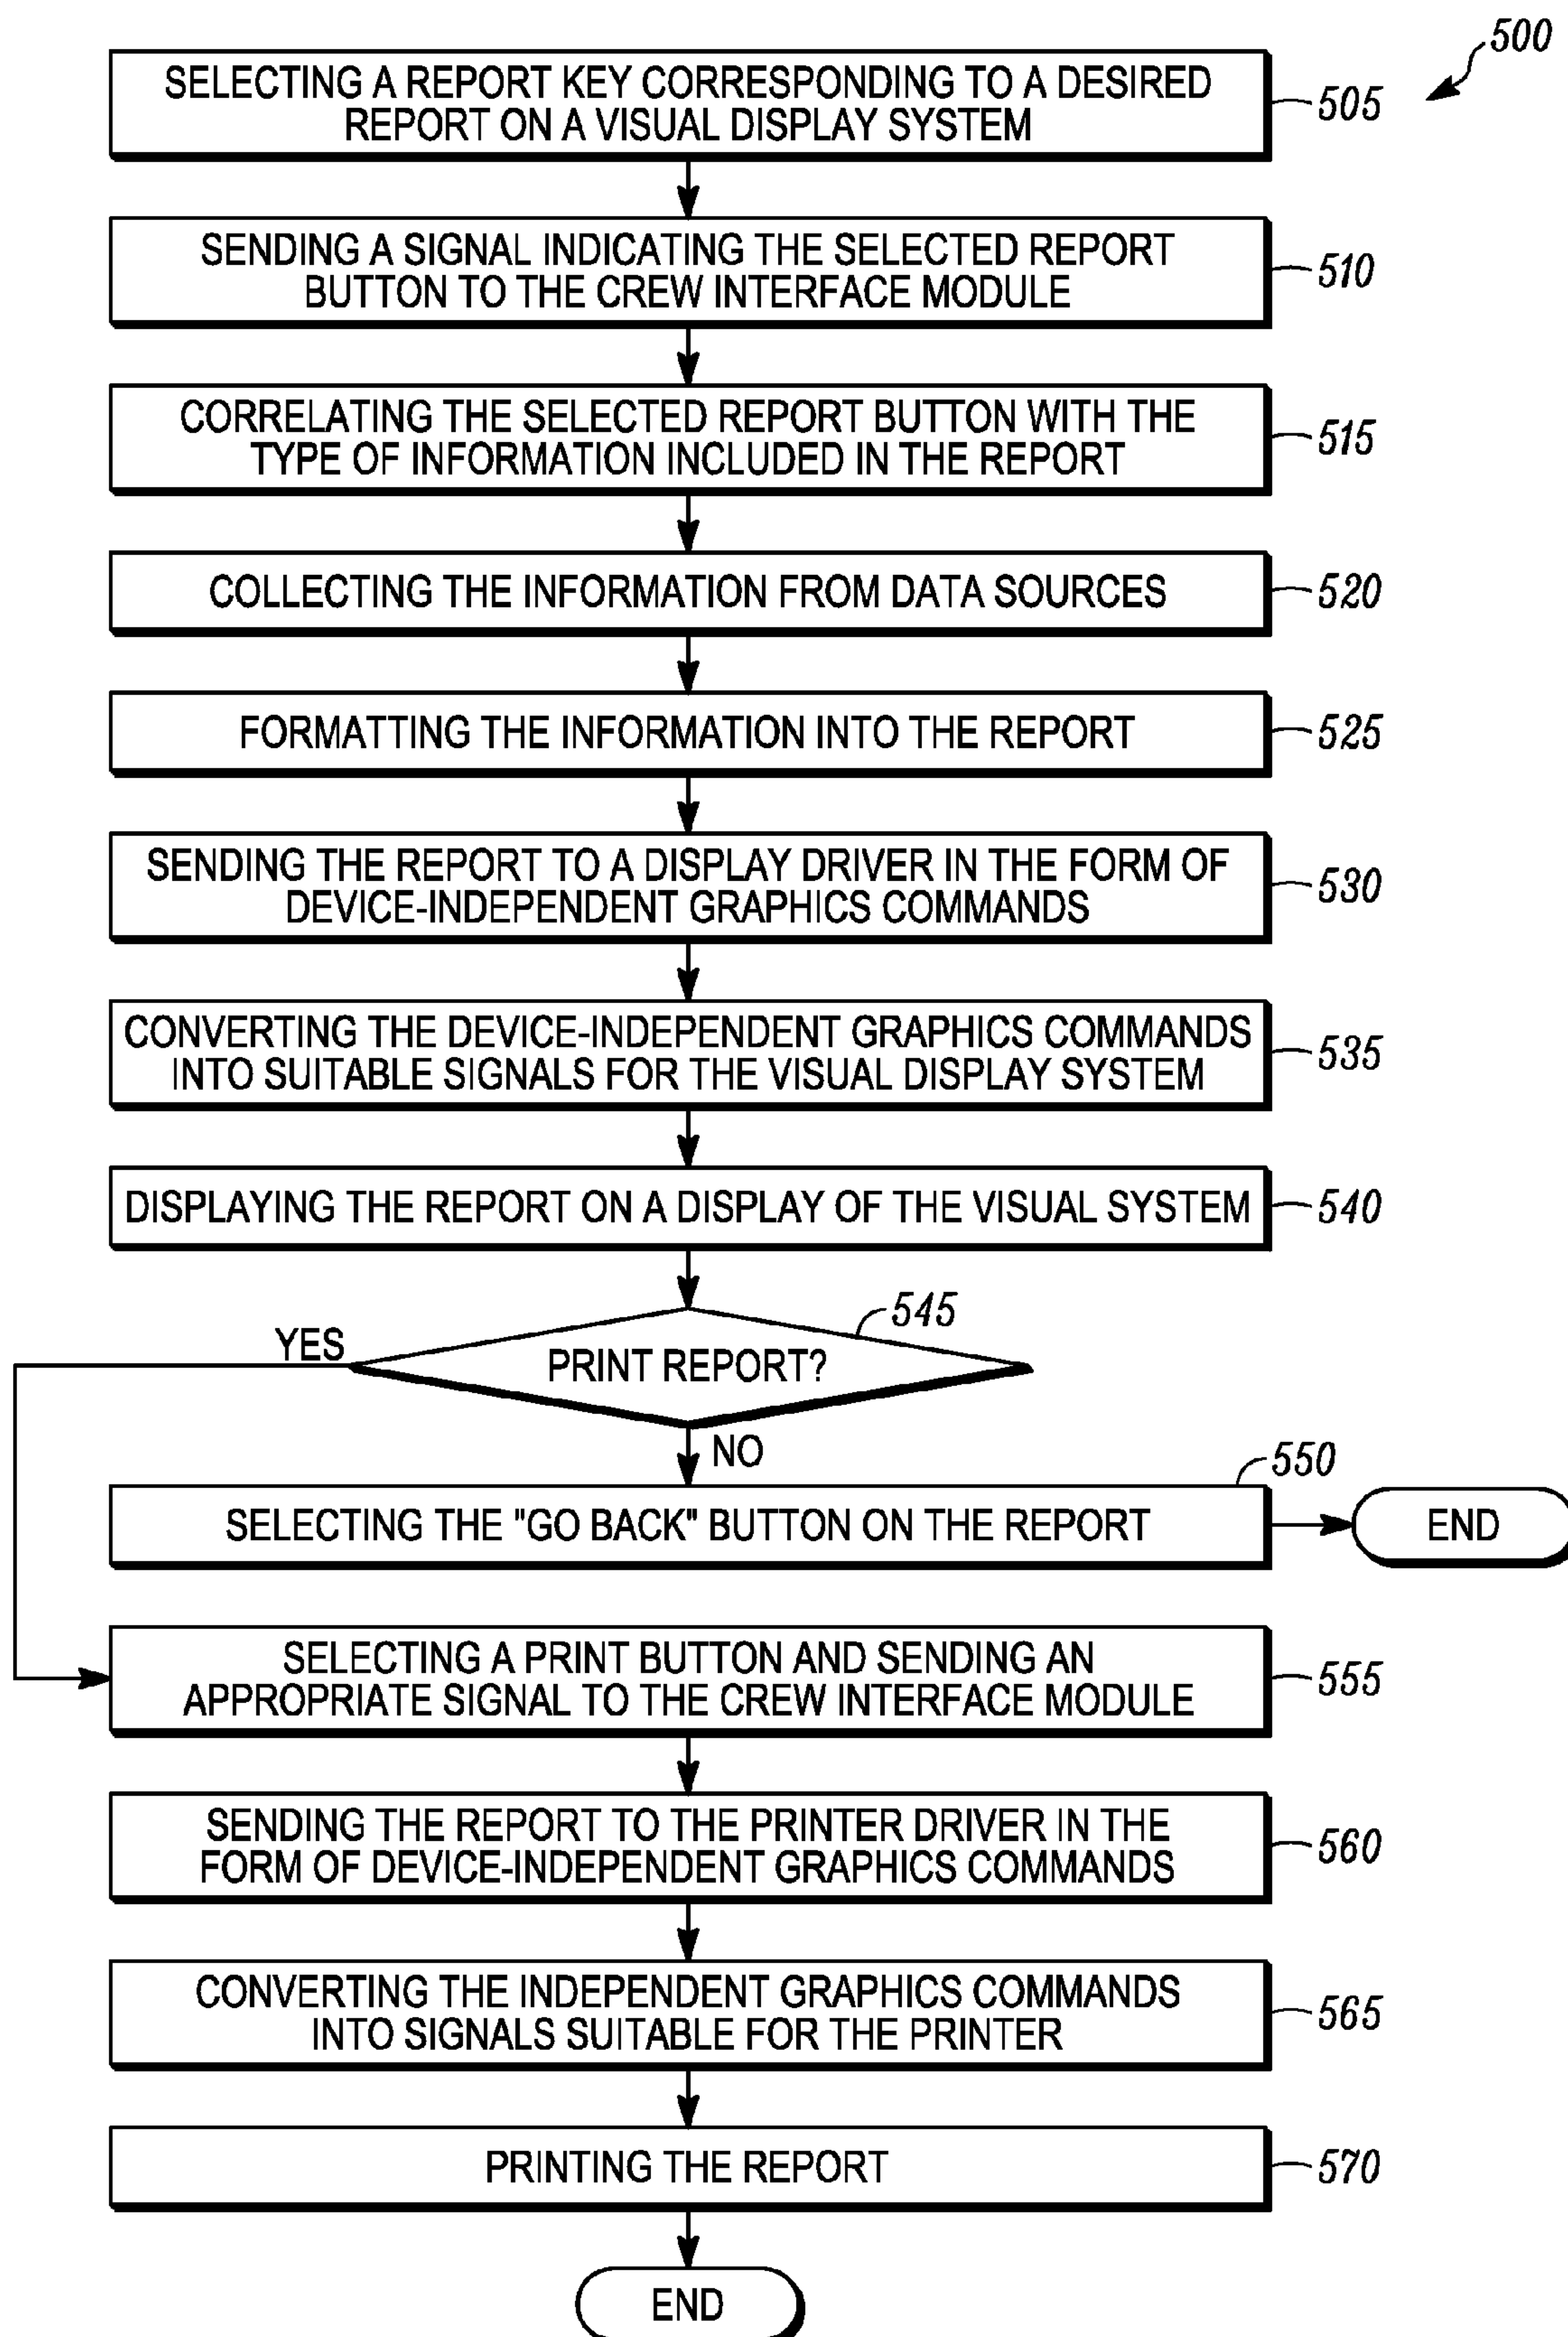 500
SELECTING A REPORT KEY CORRESPONDING TO A DESIRED
REPORT ON A VISUAL DISPLAY SYSTEM
505
SENDING A SIGNAL INDICATING THE SELECTED REPORT
BUTTON TO THE CREW INTERFACE MODULE
510
CORRELATING THE SELECTED REPORT BUTTON WITH THE
TYPE OF INFORMATION INCLUDED IN THE REPORT
515
COLLECTING THE INFORMATION FROM DATA SOURCES
520
FORMATTING THE INFORMATION INTO THE REPORT
525
SENDING THE REPORT TO A DISPLAY DRIVER IN THE FORM OF
DEVICE-INDEPENDENT GRAPHICS COMMANDS
530
CONVERTING THE DEVICE-INDEPENDENT GRAPHICS COMMANDS
INTO SUITABLE SIGNALS FOR THE VISUAL DISPLAY SYSTEM
535
DISPLAYING THE REPORT ON A DISPLAY OF THE VISUAL SYSTEM
540
545
YES
PRINT REPORT?
NO
550
SELECTING THE "GO BACK" BUTTON ON THE REPORT
END
SELECTING A PRINT BUTTON AND SENDING AN
APPROPRIATE SIGNAL TO THE CREW INTERFACE MODULE
555
SENDING THE REPORT TO THE PRINTER DRIVER IN THE
FORM OF DEVICE-INDEPENDENT GRAPHICS COMMANDS
560
CONVERTING THE INDEPENDENT GRAPHICS COMMANDS
INTO SIGNALS SUITABLE FOR THE PRINTER
565
PRINTING THE REPORT
570
END